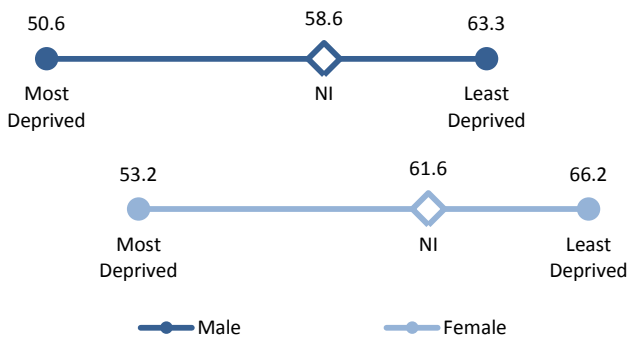 50.6 58.6 63.3
Most Deprived NI Least Deprived
53.2 61.6 66.2
Most Deprived NI Least Deprived
Male Female